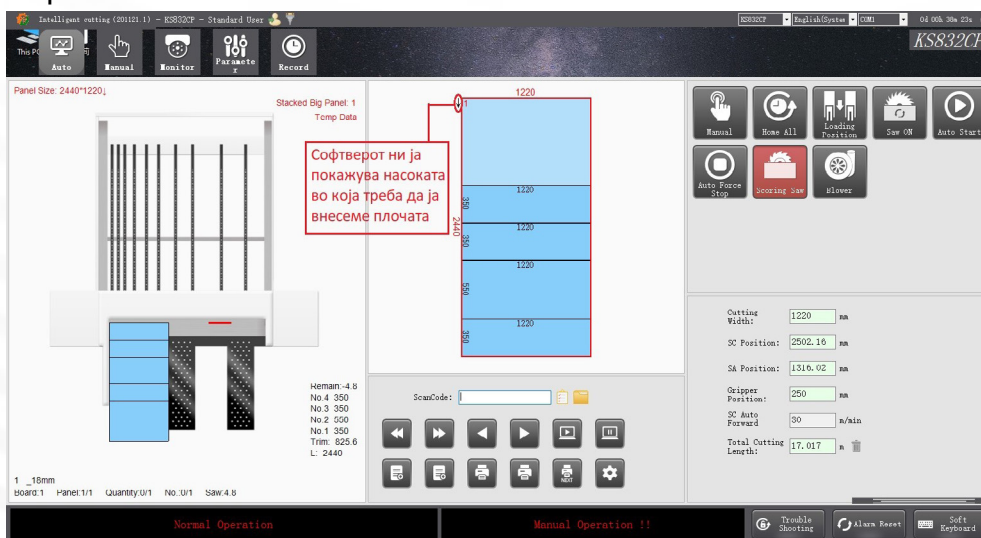 Intelligent cutting (201121.1) - KS832CP - Standard User
KS832CP
English(System
COM1
0d 00h 38m 23s
KS832CP
This PC
Auto
Manual
Monitor
Parameter
Record
Panel Size: 2440*1220↓
Stacked Big Panel: 1
Temp Data
1220
1
Софтверот ни ја
покажува насоката
во која треба да ја
внесеме плочата
1220
350
2440
1220
350
1220
550
1220
350
Remain:-4.8
No.4 350
No.3 350
No.2 550
No.1 350
Trim: 825.6
L: 2440
1 _18mm
Board:1 Panel:1/1 Quantity:0/1 No.:0/1 Saw:4.8
ScanCode:
NEXT
Manual
Home All
Loading
Position
Saw ON
Auto Start
Auto Force
Stop
Scoring Saw
Blower
Cutting
Width: 1220 mm
SC Position: 2502.16 mm
SA Position: 1316.02 mm
Gripper
Position: 250 mm
SC Auto
Forward 30 m/min
Total Cutting
Length: 17.017 m
Normal Operation
Manual Operation !!
Trouble
Shooting
Alarm Reset
Soft
Keyboard